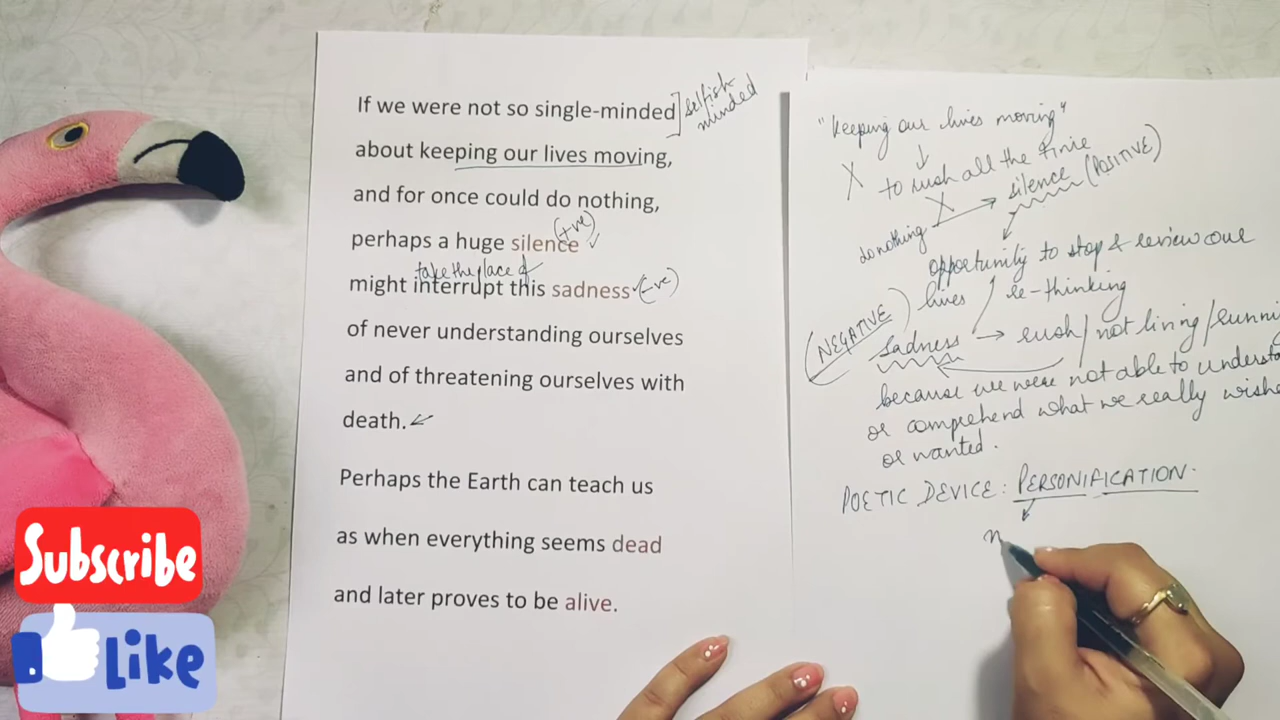 If we were not so single-minded] selfish-minded
about keeping our lives moving,
and for once could do nothing,
(+ve)
perhaps a huge silence
take the place of
might interrupt this sadness (-ve)
of never understanding ourselves
and of threatening ourselves with
death.
Perhaps the Earth can teach us
as when everything seems dead
and later proves to be alive.
"keeping our lives moving"
X to rush all the time
X silence (POSITIVE)
do nothing
opportunity to stop & review our
lives re-thinking
(NEGATIVE)
sadness → rush/not living/
because we were not able to
or comprehend what we really
or wanted.
POETIC DEVICE: PERSONIFICATION.
Subscribe
Like